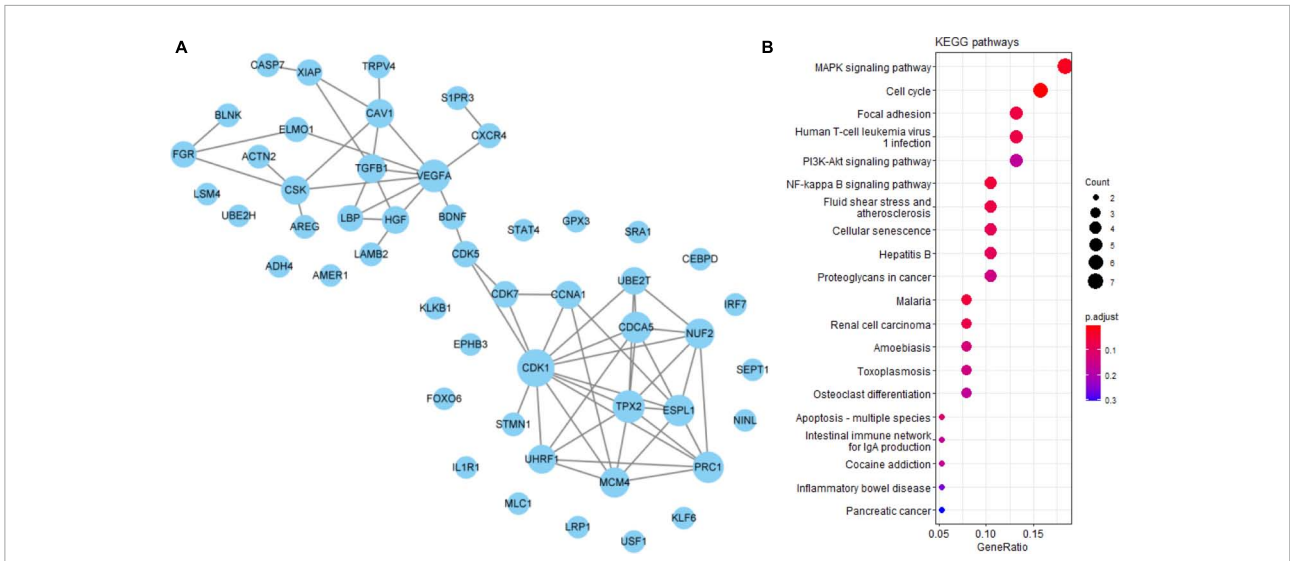 A
CASP7
XIAP
TRPV4
S1PR3
BLNK
CAV1
ELMO1
CXCR4
FGR
ACTN2
TGFB1
VEGFA
LSM4
CSK
UBE2H
AREG
LBP
HGF
BDNF
STAT4
GPX3
SRA1
LAMB2
CDK5
ADH4
AMER1
CEBPD
UBE2T
CDK7
CCNA1
KLKB1
IRF7
CDCA5
NUF2
EPHB3
CDK1
SEPT1
FOXO6
TPX2
ESPL1
STMN1
NINL
UHRF1
IL1R1
PRC1
MCM4
MLC1
KLF6
LRP1
USF1
B
KEGG pathways
MAPK signaling pathway
Cell cycle
Focal adhesion
Human T-cell leukemia virus
1 infection
PI3K-Akt signaling pathway
NF-kappa B signaling pathway
Fluid shear stress and
atherosclerosis
Cellular senescence
Hepatitis B
Proteoglycans in cancer
Malaria
Renal cell carcinoma
Amoebiasis
Toxoplasmosis
Osteoclast differentiation
Apoptosis - multiple species
Intestinal immune network
for IgA production
Cocaine addiction
Inflammatory bowel disease
Pancreatic cancer
0.05 0.10 0.15
GeneRatio
Count
2
3
4
5
6
7
p.adjust
0.1
0.2
0.3